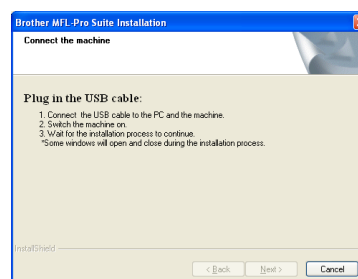 Brother MFL-Pro Suite Installation
Connect the machine
Plug in the USB cable:
1. Connect the USB cable to the PC and the machine.
2. Switch the machine on.
3. Wait for the installation process to continue.
*Some windows will open and close during the installation process.
InstallShield
< Back Next > Cancel